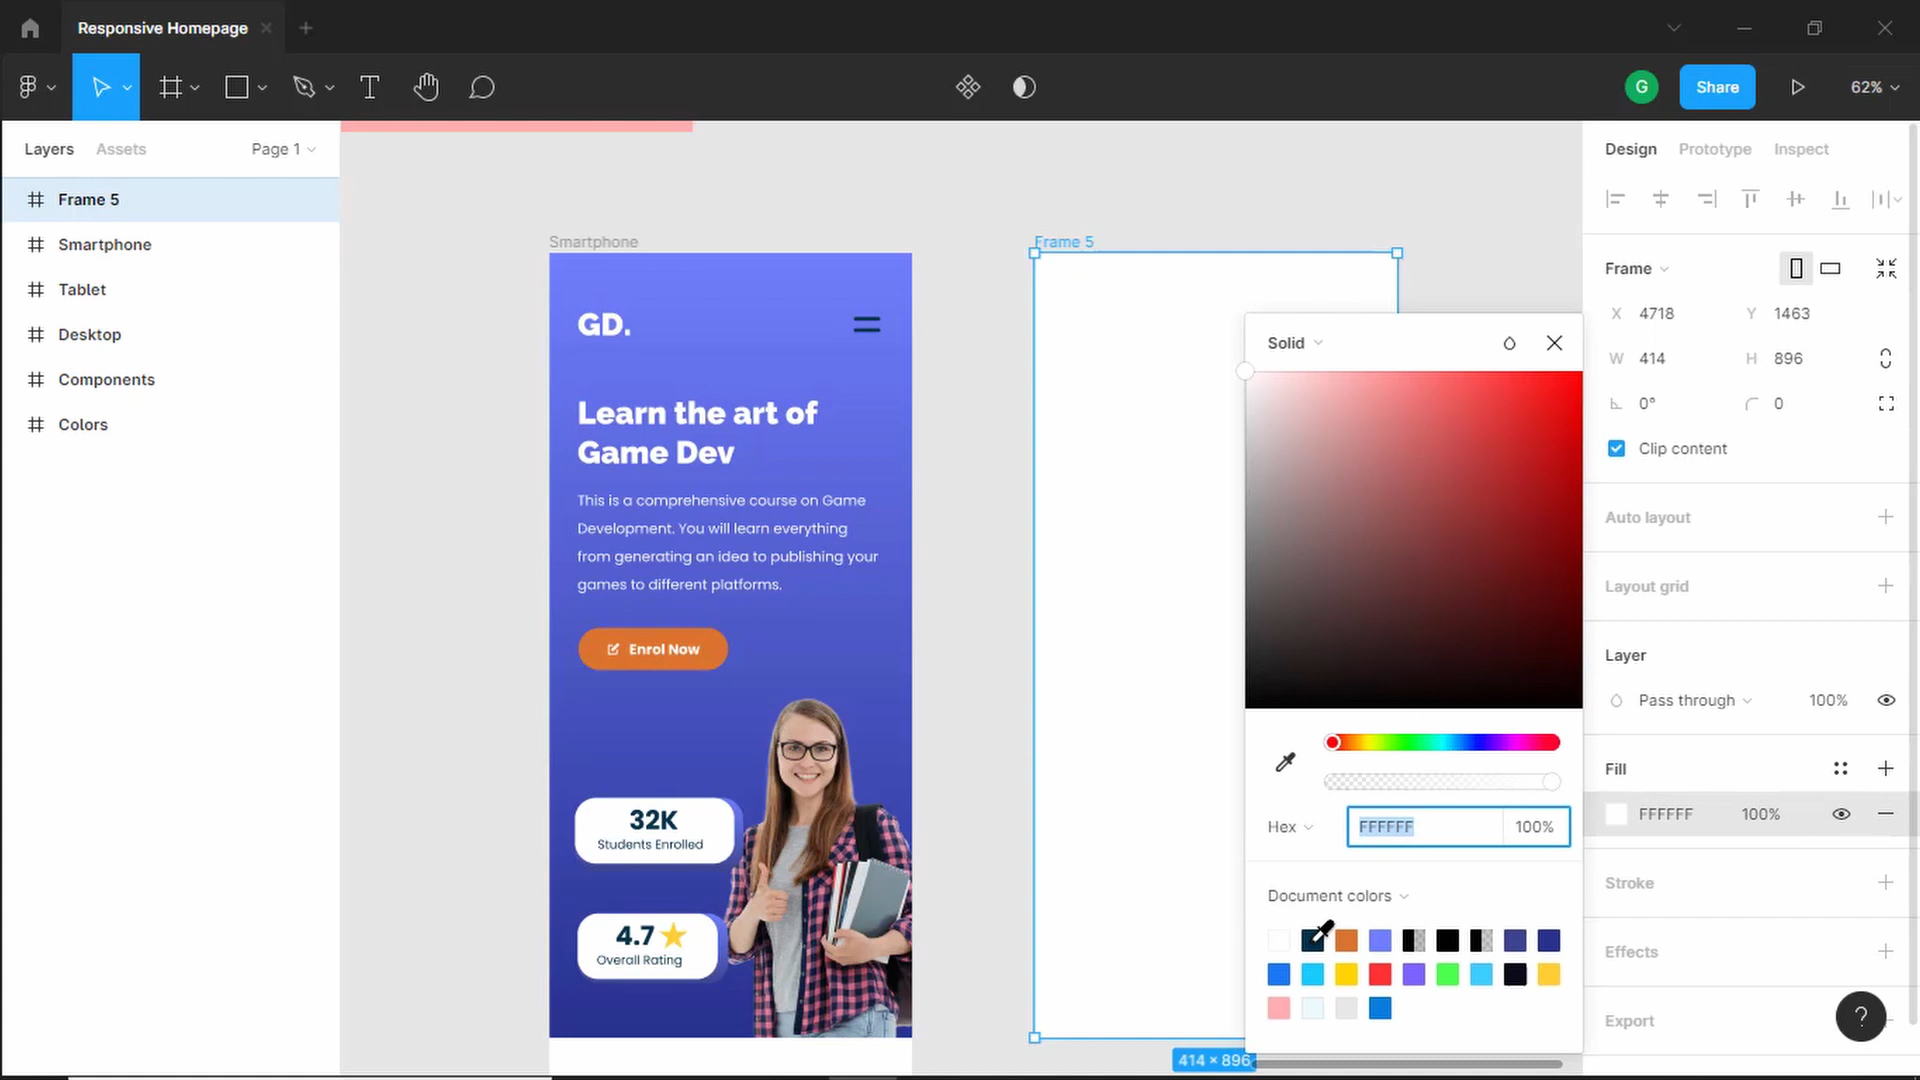 Responsive Homepage
G
Share
62%
Layers
Assets
Page 1
Frame 5
Smartphone
Tablet
Desktop
Components
Colors
Smartphone
GD.
Learn the art of
Game Dev
This is a comprehensive course on Game
Development. You will learn everything
from generating an idea to publishing your
games to different platforms.
Enrol Now
32K
Students Enrolled
4.7
Overall Rating
Frame 5
414 × 896
Solid
Hex
FFFFFF
100%
Document colors
Design
Prototype
Inspect
Frame
X 4718
Y 1463
W 414
H 896
0°
0
Clip content
Auto layout
Layout grid
Layer
Pass through
100%
Fill
FFFFFF
100%
Stroke
Effects
Export
?